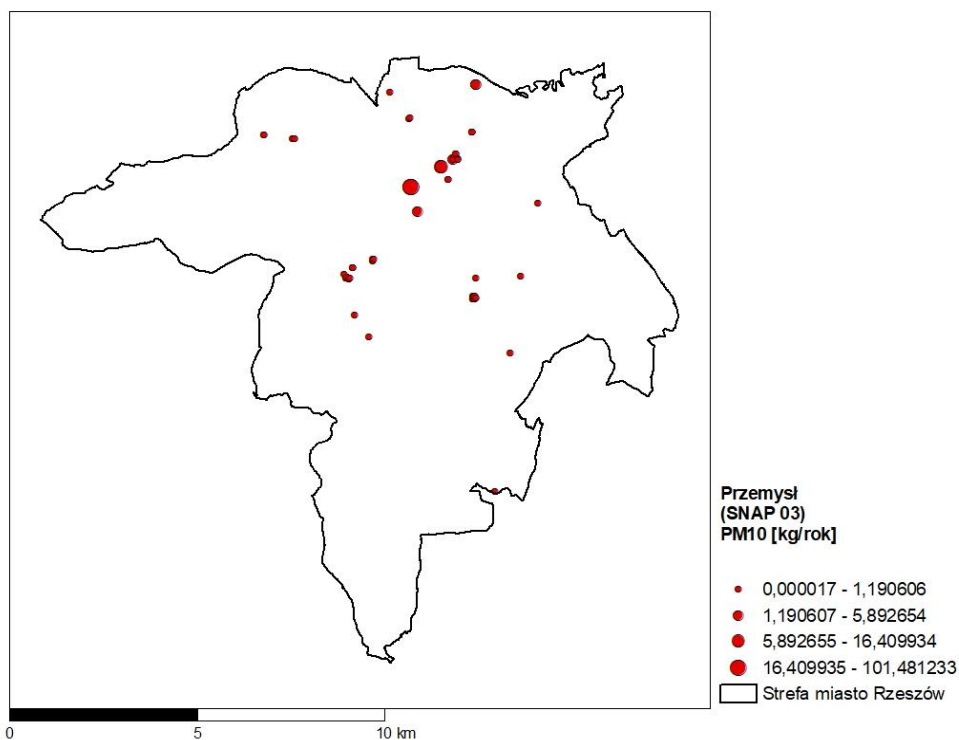 Przemysł
(SNAP 03)
PM10 [kg/rok]
0,000017 - 1,190606
1,190607 - 5,892654
5,892655 - 16,409934
16,409935 - 101,481233
Strefa miasto Rzeszów
0 5 10 km